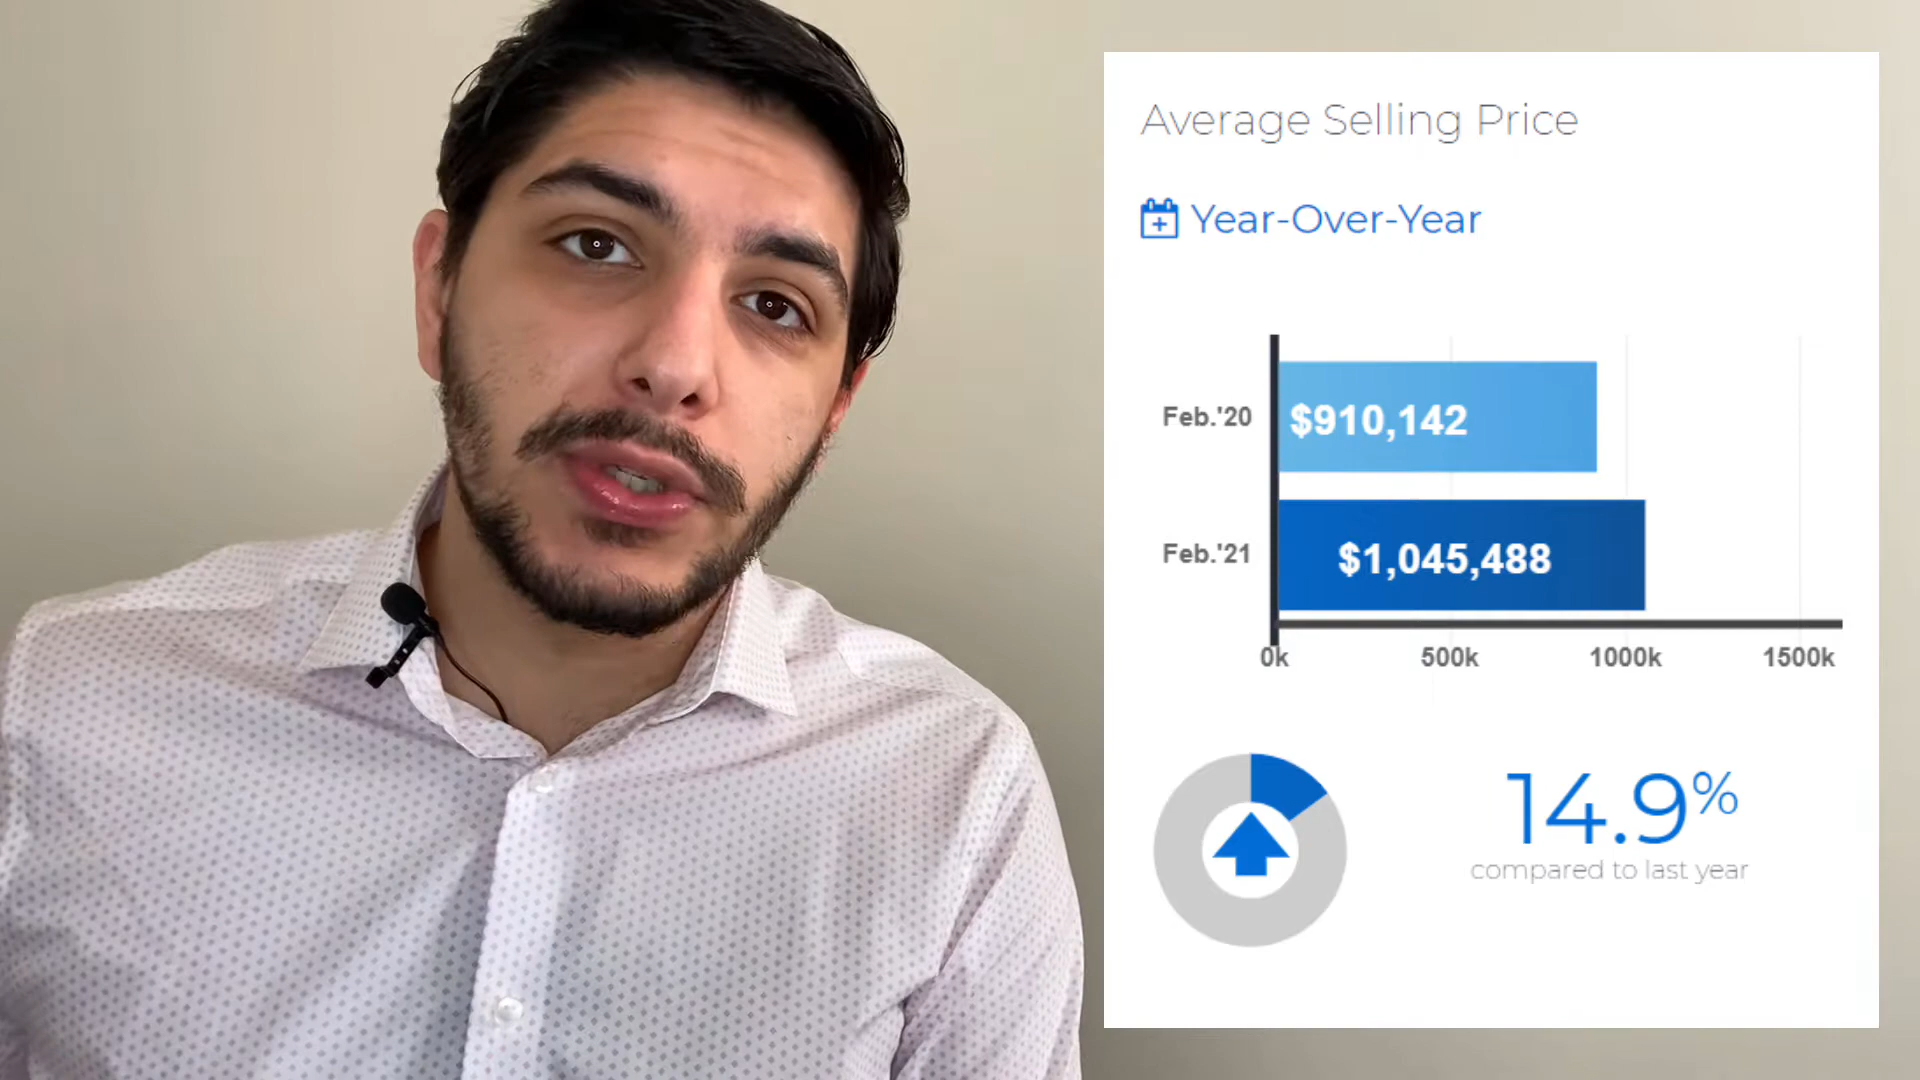 Average Selling Price
Year-Over-Year
Feb.'20 $910,142
Feb.'21 $1,045,488
0k 500k 1000k 1500k
14.9%
compared to last year